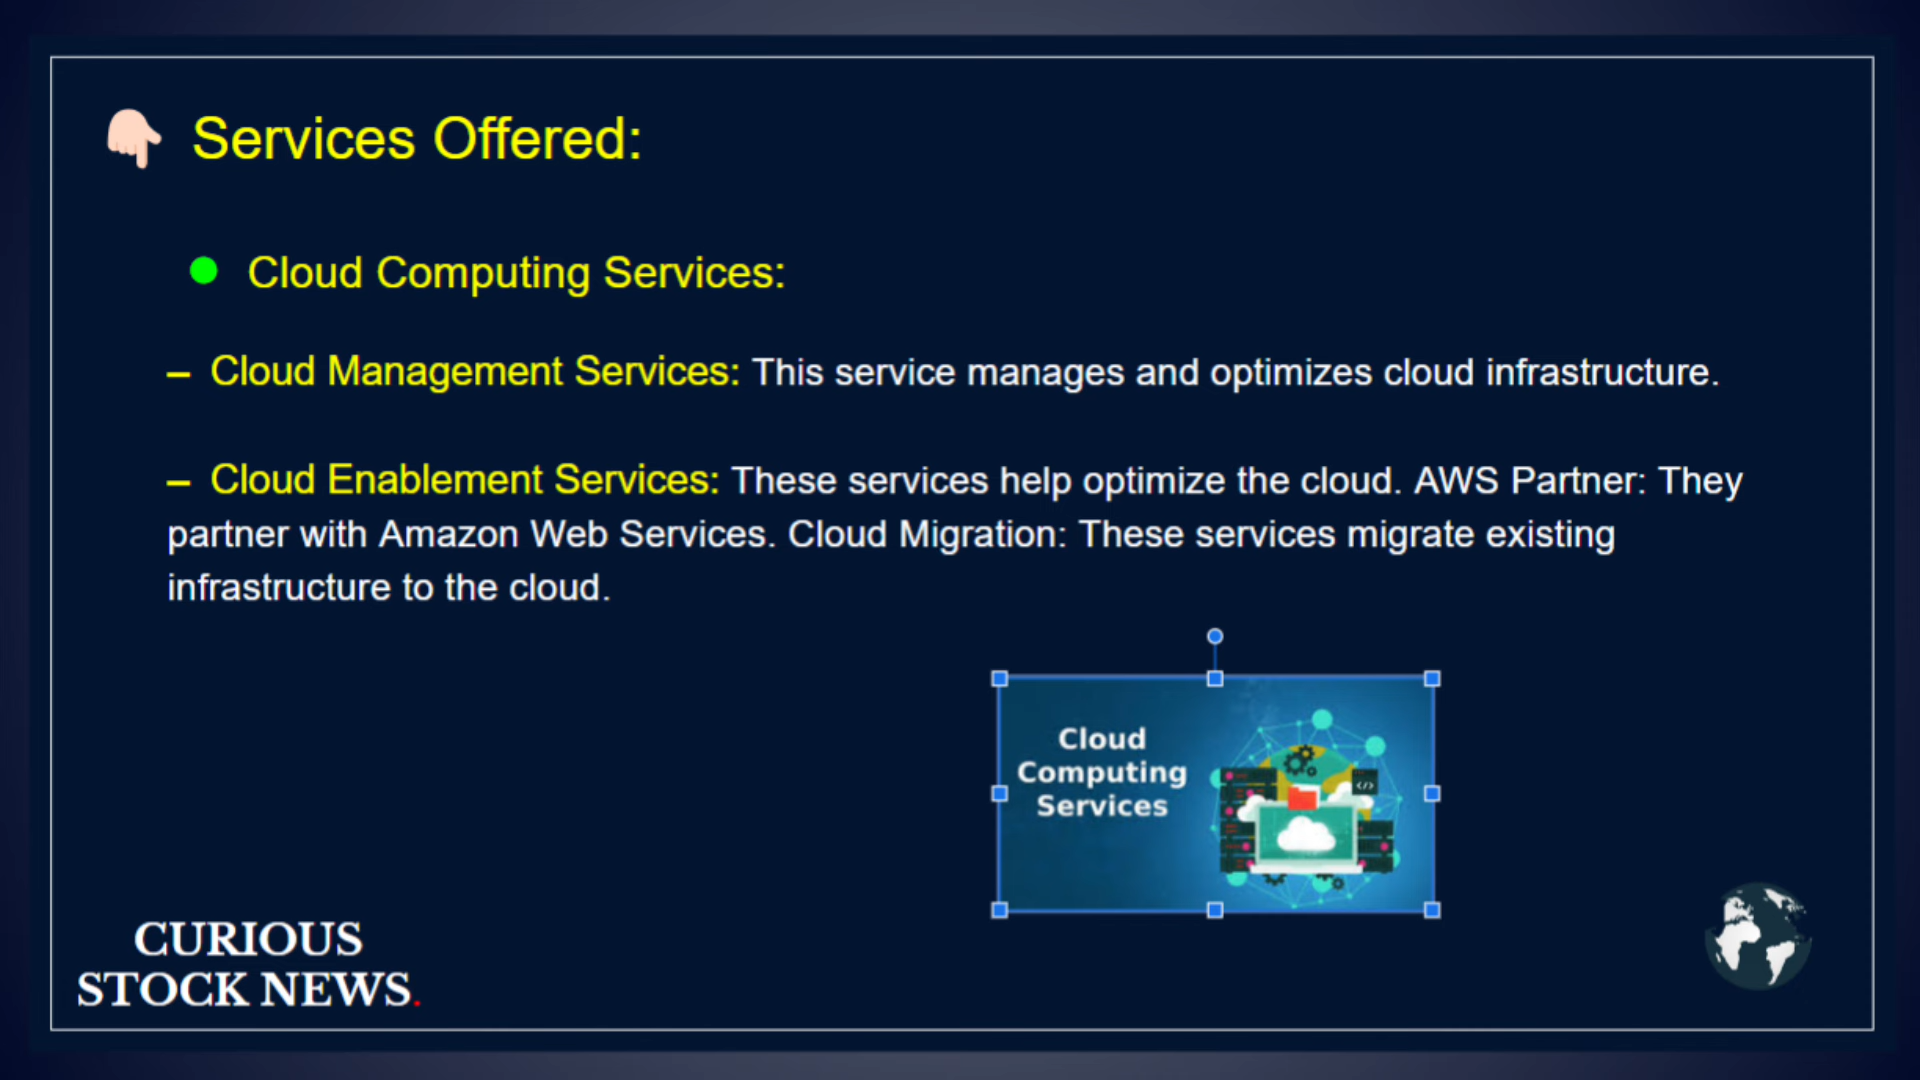 Services Offered:
Cloud Computing Services:
– Cloud Management Services: This service manages and optimizes cloud infrastructure.
– Cloud Enablement Services: These services help optimize the cloud. AWS Partner: They
partner with Amazon Web Services. Cloud Migration: These services migrate existing
infrastructure to the cloud.
Cloud
Computing
Services
</>
CURIOUS
STOCK NEWS.